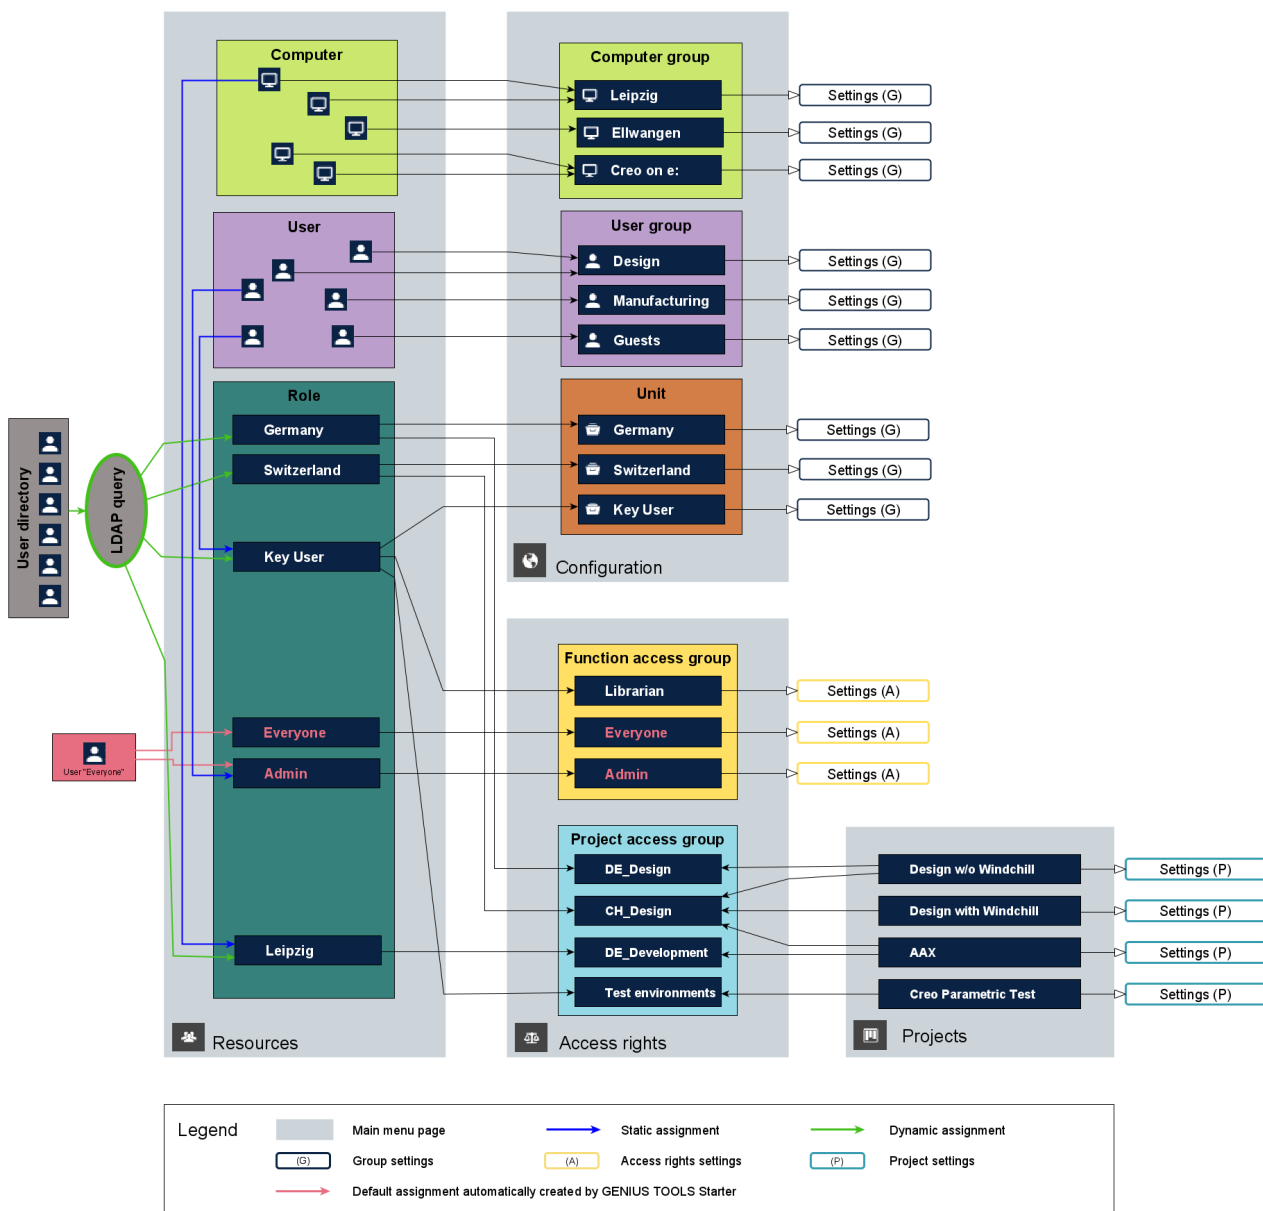 Computer
Computer group
Leipzig
Settings (G)
Ellwangen
Settings (G)
Creo on e:
Settings (G)
User
User group
Design
Settings (G)
Manufacturing
Settings (G)
Guests
Settings (G)
Role
Unit
Germany
Germany
Settings (G)
Switzerland
Switzerland
Settings (G)
Key User
Settings (G)
User directory
LDAP query
Key User
Configuration
Function access group
Librarian
Settings (A)
Everyone
Everyone
Settings (A)
User "Everyone"
Admin
Admin
Settings (A)
Project access group
DE_Design
Design w/o Windchill
Settings (P)
CH_Design
Design with Windchill
Settings (P)
Leipzig
DE_Development
AAX
Settings (P)
Test environments
Creo Parametric Test
Settings (P)
Resources
Access rights
Projects
Legend
Main menu page
Static assignment
Dynamic assignment
(G)
Group settings
(A)
Access rights settings
(P)
Project settings
Default assignment automatically created by GENIUS TOOLS Starter